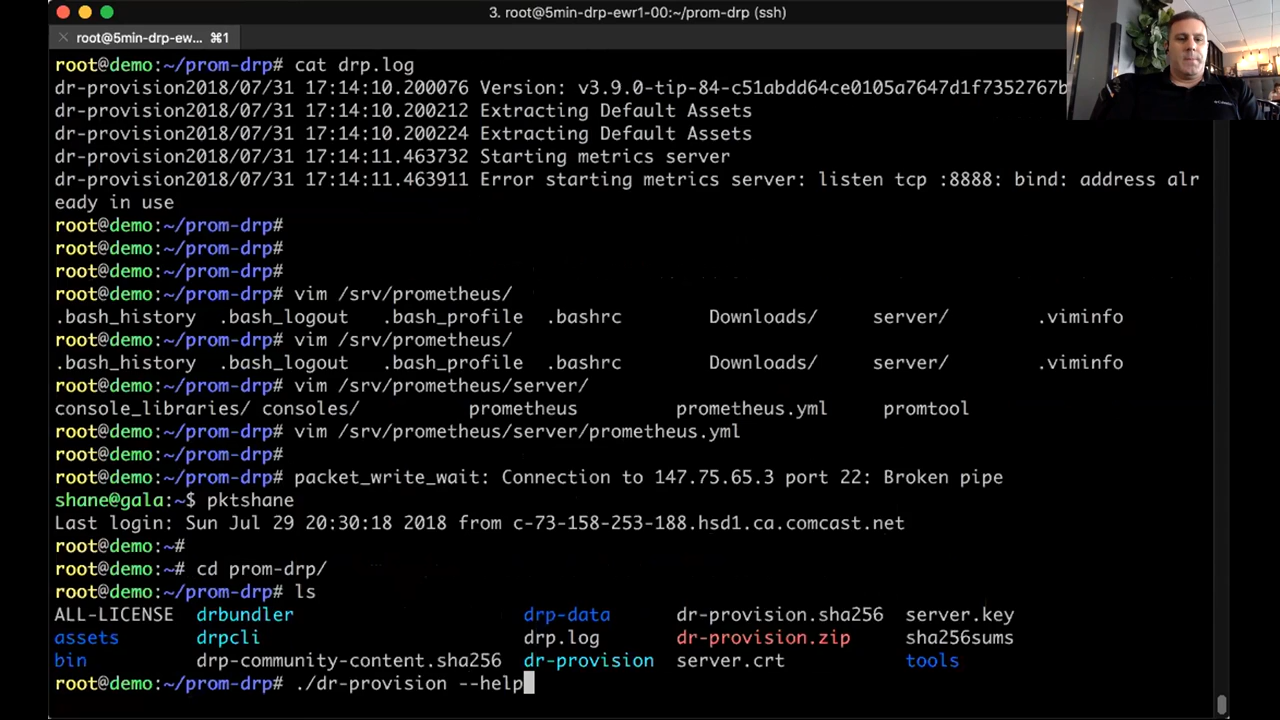 3. root@5min-drp-ewr1-00:~/prom-drp (ssh)
root@5min-drp-ew... ⌘1
root@demo:~/prom-drp# cat drp.log
dr-provision2018/07/31 17:14:10.200076 Version: v3.9.0-tip-84-c51abdd64ce0105a7647d1f7352767b
dr-provision2018/07/31 17:14:10.200212 Extracting Default Assets
dr-provision2018/07/31 17:14:10.200224 Extracting Default Assets
dr-provision2018/07/31 17:14:11.463732 Starting metrics server
dr-provision2018/07/31 17:14:11.463911 Error starting metrics server: listen tcp :8888: bind: address alr
eady in use
root@demo:~/prom-drp#
root@demo:~/prom-drp#
root@demo:~/prom-drp#
root@demo:~/prom-drp# vim /srv/prometheus/
.bash_history .bash_logout .bash_profile .bashrc Downloads/ server/ .viminfo
root@demo:~/prom-drp# vim /srv/prometheus/
.bash_history .bash_logout .bash_profile .bashrc Downloads/ server/ .viminfo
root@demo:~/prom-drp# vim /srv/prometheus/server/
console_libraries/ consoles/ prometheus prometheus.yml promtool
root@demo:~/prom-drp# vim /srv/prometheus/server/prometheus.yml
root@demo:~/prom-drp#
root@demo:~/prom-drp# packet_write_wait: Connection to 147.75.65.3 port 22: Broken pipe
shane@gala:~$ pktshane
Last login: Sun Jul 29 20:30:18 2018 from c-73-158-253-188.hsd1.ca.comcast.net
root@demo:~#
root@demo:~# cd prom-drp/
root@demo:~/prom-drp# ls
ALL-LICENSE drbundler drp-data dr-provision.sha256 server.key
assets drpcli drp.log dr-provision.zip sha256sums
bin drp-community-content.sha256 dr-provision server.crt tools
root@demo:~/prom-drp# ./dr-provision --help